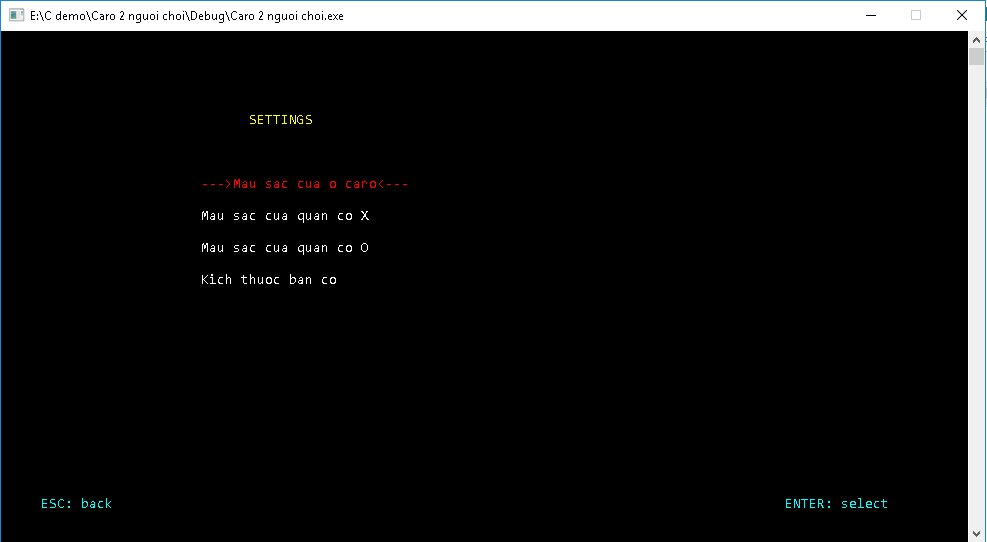 E:\C demo\Caro 2 nguoi choi\Debug\Caro 2 nguoi choi.exe
SETTINGS
--->Mau sac cua o caro<---
Mau sac cua quan co X
Mau sac cua quan co O
Kich thuoc ban co
ESC: back
ENTER: select